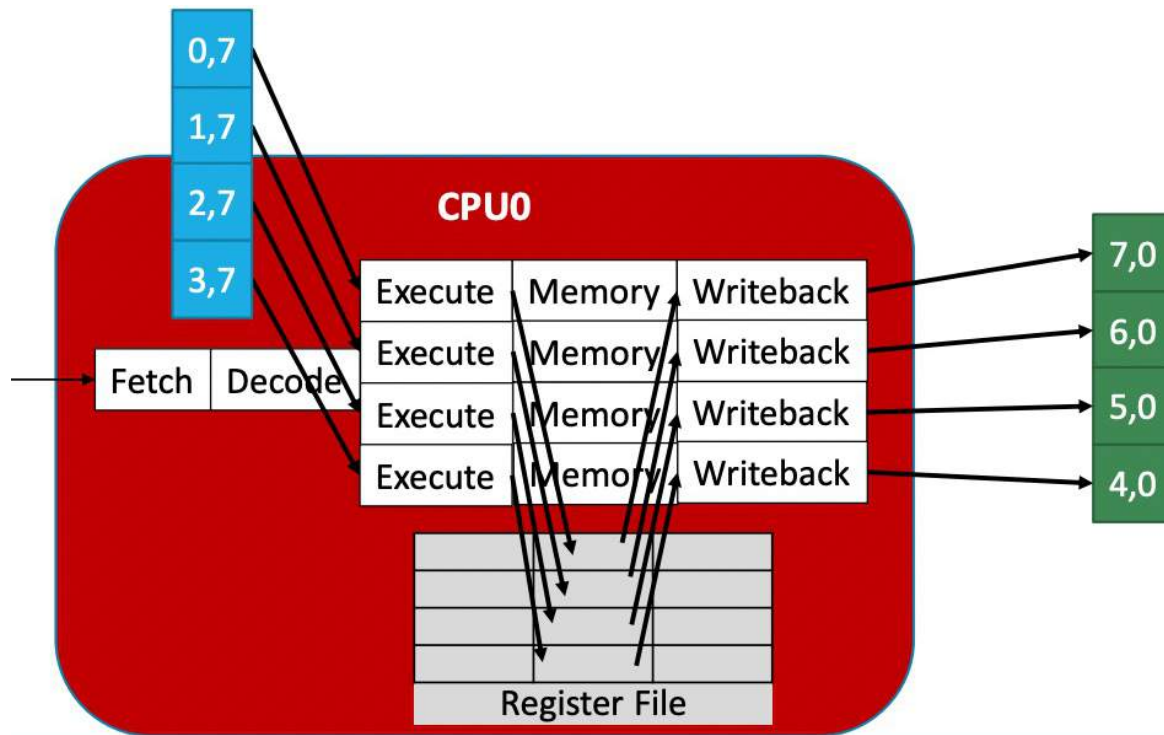 0,7
1,7
2,7
3,7
CPU0
Execute Memory Writeback
Execute Memory Writeback
Fetch Decode
Execute Memory Writeback
Execute Memory Writeback
Register File
7,0
6,0
5,0
4,0